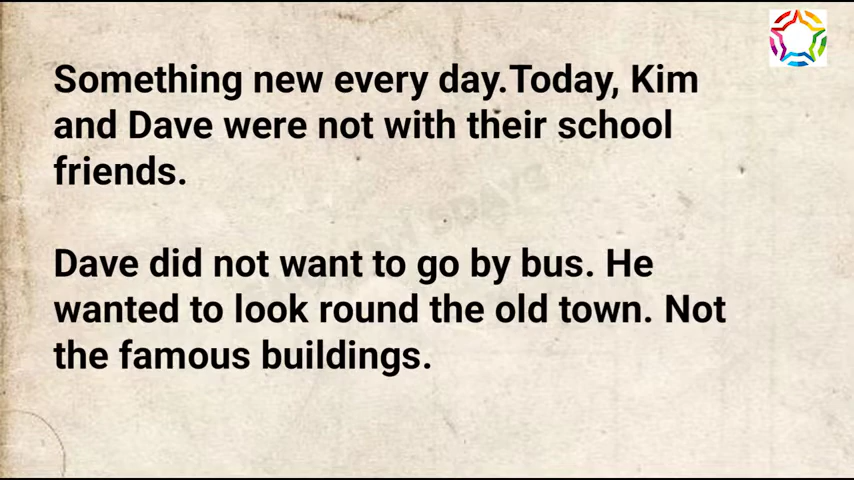 Something new every day.Today, Kim
and Dave were not with their school
friends.
Dave did not want to go by bus. He
wanted to look round the old town. Not
the famous buildings.